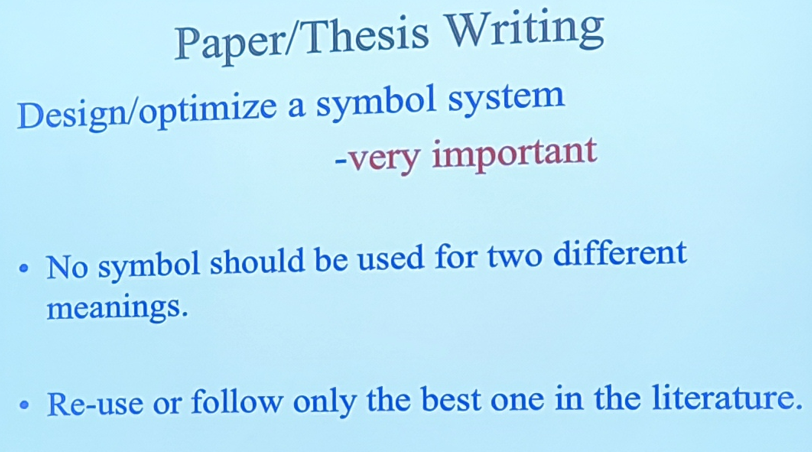 Paper/Thesis Writing
Design/optimize a symbol system
-very important
• No symbol should be used for two different
meanings.
• Re-use or follow only the best one in the literature.